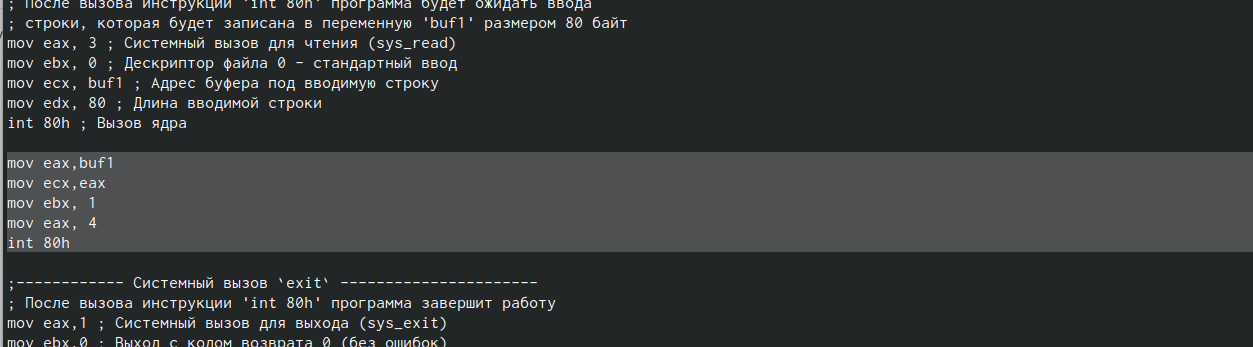 ; После вызова инструкции 'int 80h' программа будет ожидать ввода
; строки, которая будет записана в переменную 'buf1' размером 80 байт
mov eax, 3 ; Системный вызов для чтения (sys_read)
mov ebx, 0 ; Дескриптор файла 0 - стандартный ввод
mov ecx, buf1 ; Адрес буфера под вводимую строку
mov edx, 80 ; Длина вводимой строки
int 80h ; Вызов ядра
mov eax,buf1
mov ecx,eax
mov ebx, 1
mov eax, 4
int 80h
;------------ Системный вызов `exit` ----------------------
; После вызова инструкции 'int 80h' программа завершит работу
mov eax,1 ; Системный вызов для выхода (sys_exit)
mov ebx,0 ; Выход с кодом возврата 0 (без ошибок)